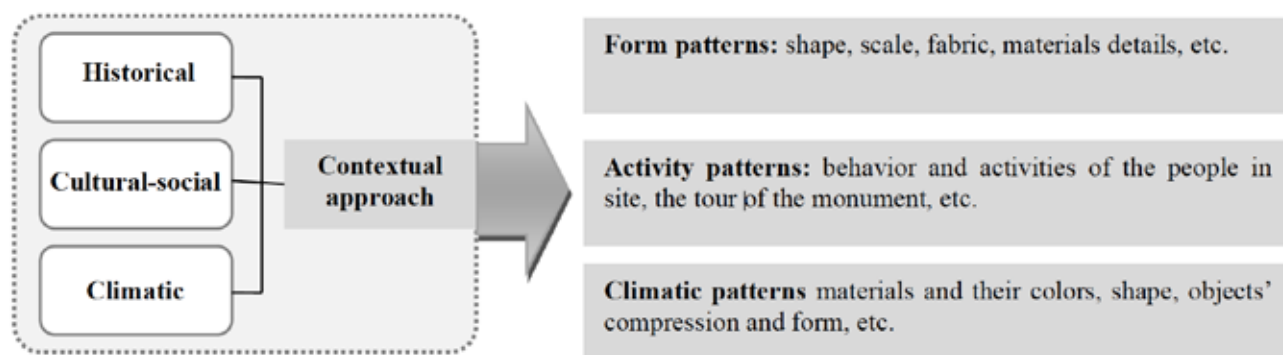 Historical
Cultural-social
Climatic
Contextual
approach
Form patterns: shape, scale, fabric, materials details, etc.
Activity patterns: behavior and activities of the people in
site, the tour of the monument, etc.
Climatic patterns materials and their colors, shape, objects’
compression and form, etc.